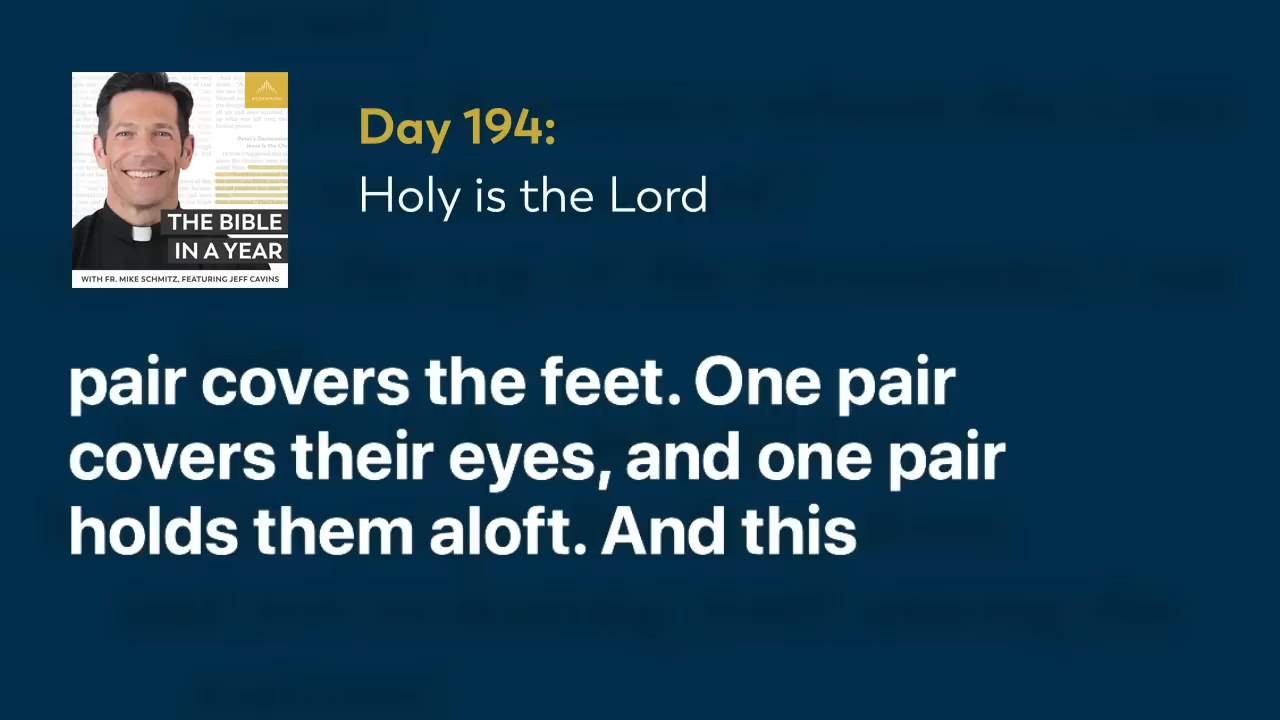 Day 194:
Holy is the Lord
THE BIBLE
IN A YEAR
WITH FR. MIKE SCHMITZ, FEATURING JEFF CAVINS
pair covers the feet. One pair
covers their eyes, and one pair
holds them aloft. And this